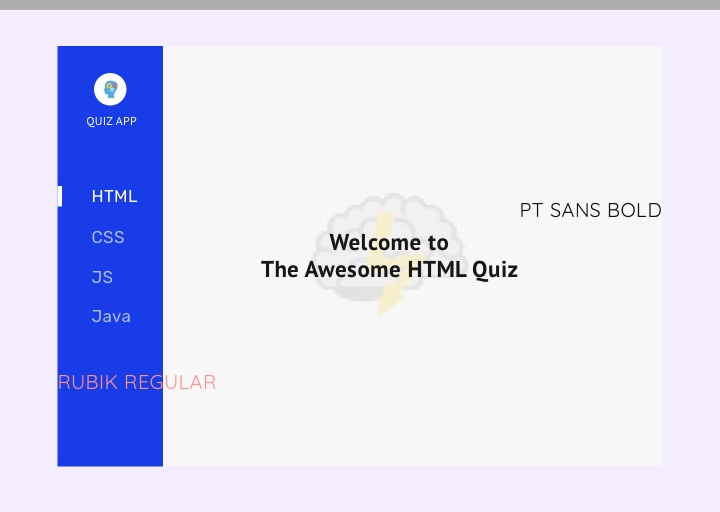 QUIZ APP
HTML
CSS
JS
Java
RUBIK REGULAR
PT SANS BOLD
Welcome to
The Awesome HTML Quiz